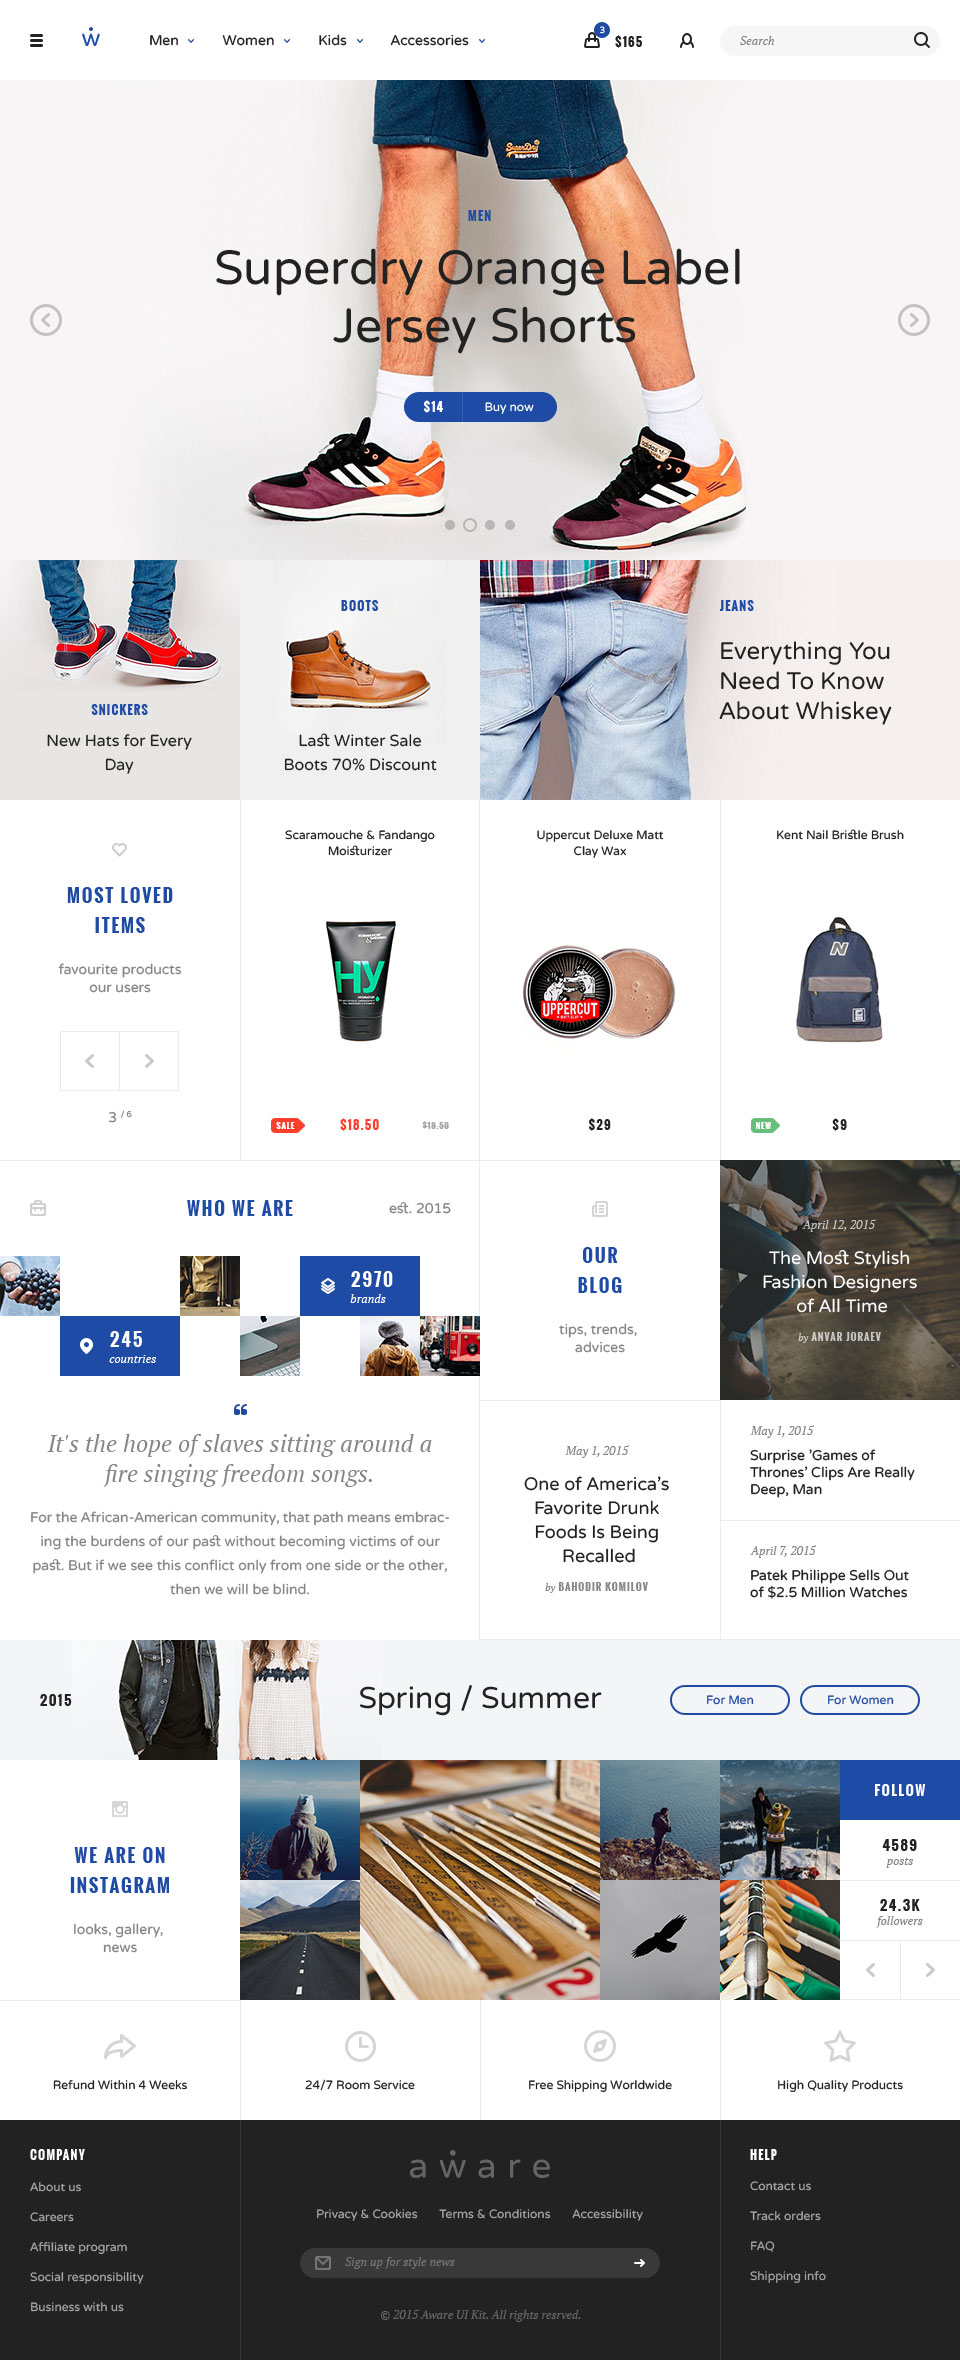 Men
Women
Kids
Accessories
3
$165
Search
SuperDry
MEN
Superdry Orange Label
Jersey Shorts
$14
Buy now
adidas
BOOTS
JEANS
Everything You
Need To Know
About Whiskey
SNICKERS
New Hats for Every
Day
Last Winter Sale
Boots 70% Discount
MOST LOVED
ITEMS
favourite products
our users
3 / 6
Scaramouche & Fandango
Moisturizer
Hy
SALE
$18.50
$19.50
Uppercut Deluxe Matt
Clay Wax
UPPERCUT
$29
Kent Nail Bristle Brush
N
NEW
$9
WHO WE ARE
est. 2015
2970
brands
245
countries
“
It's the hope of slaves sitting around a
fire singing freedom songs.
For the African-American community, that path means embrac-
ing the burdens of our past without becoming victims of our
past. But if we see this conflict only from one side or the other,
then we will be blind.
OUR
BLOG
tips, trends,
advices
April 12, 2015
The Most Stylish
Fashion Designers
of All Time
by ANVAR JORAEV
May 1, 2015
One of America’s
Favorite Drunk
Foods Is Being
Recalled
by BAHODIR KOMILOV
May 1, 2015
Surprise ’Games of
Thrones’ Clips Are Really
Deep, Man
April 7, 2015
Patek Philippe Sells Out
of $2.5 Million Watches
2015
Spring / Summer
For Men
For Women
WE ARE ON
INSTAGRAM
looks, gallery,
news
2
FOLLOW
4589
posts
24.3K
followers
Refund Within 4 Weeks
24/7 Room Service
Free Shipping Worldwide
High Quality Products
COMPANY
About us
Careers
Affiliate program
Social responsibility
Business with us
aware
Privacy & Cookies
Terms & Conditions
Accessibility
Sign up for style news
© 2015 Aware UI Kit. All rights resrved.
HELP
Contact us
Track orders
FAQ
Shipping info